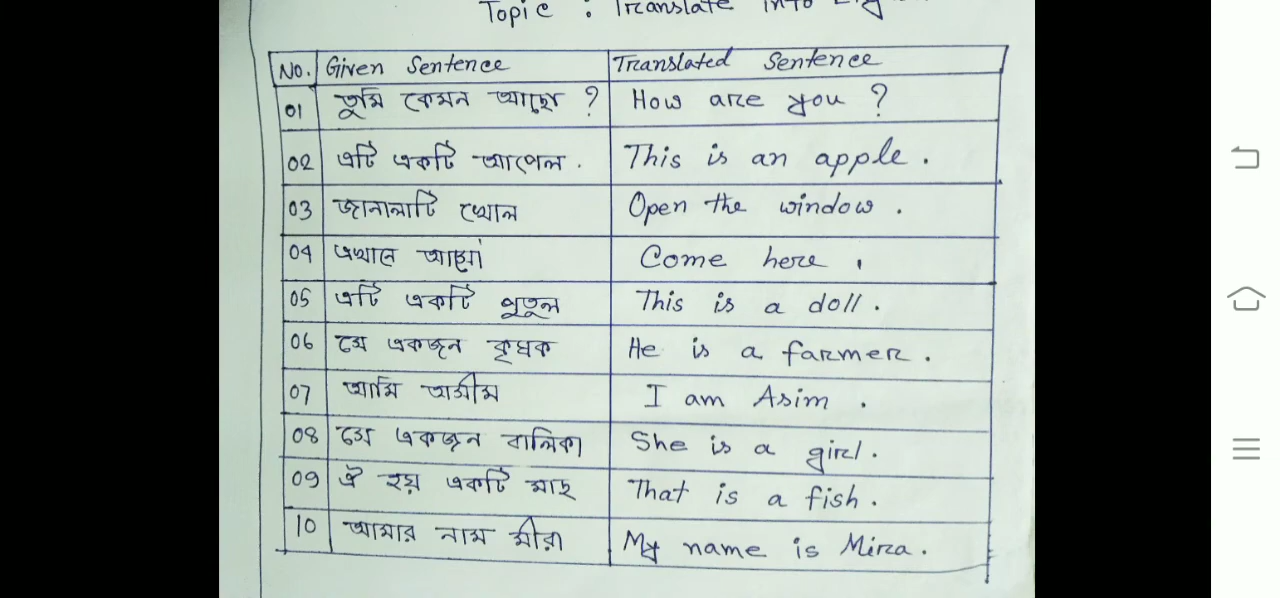 Topic : Translate into
No. Given Sentence Translated Sentence
01 তুমি কেমন আছো ? How are you ?
02 এটি একটি আপেল . This is an apple .
03 জানালাটি খোল Open the window .
04 এখানে আসো Come here .
05 এটি একটি পুতুল This is a doll .
06 সে একজন কৃষক He is a farmer .
07 আমি অসীম I am Asim .
08 সে একজন বালিকা She is a girl .
09 ঐ হয় একটি মাছ That is a fish .
10 আমার নাম মীরা My name is Mira .